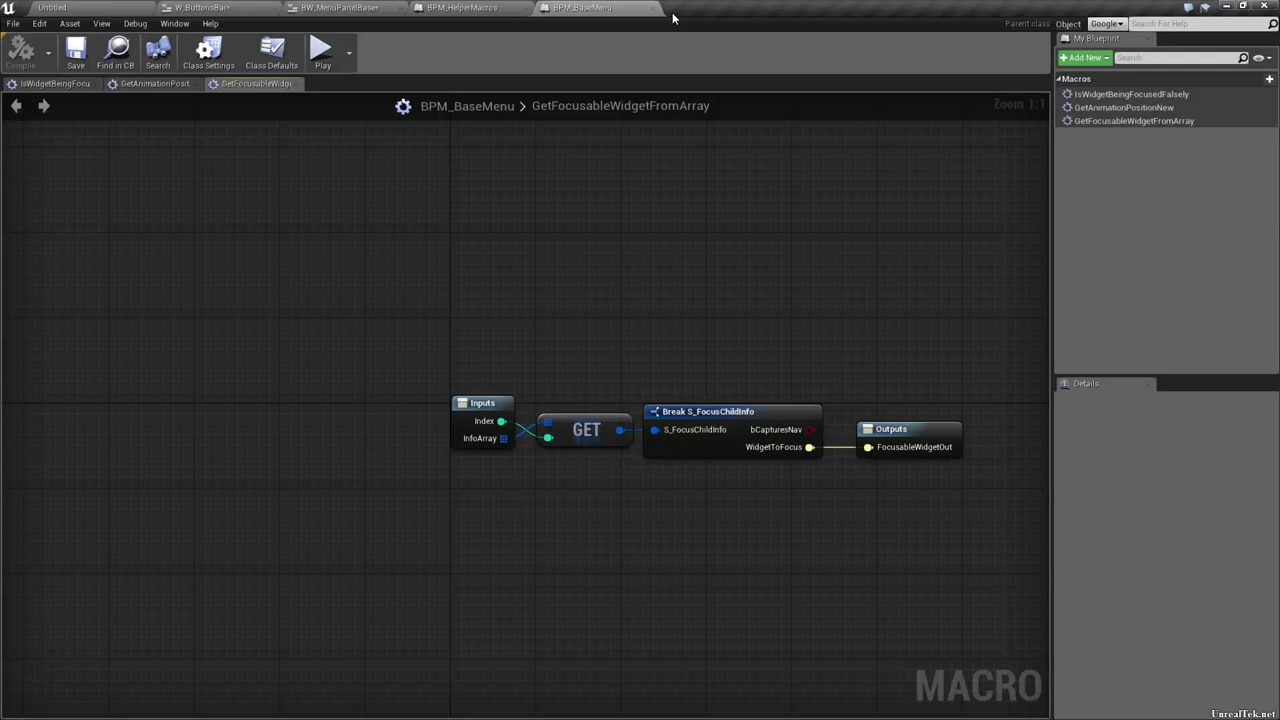 Untitled
W_ButtonsBar*
BW_MenuPanelBase*
BPM_HelperMacros
BPM_BaseMenu
File
Edit
Asset
View
Debug
Window
Help
Parent class
Object
Google
Search For Help
Compile
Save
Find in CB
Search
Class Settings
Class Defaults
Play
My Blueprint
Add New
Search
IsWidgetBeingFocu
GetAnimationPosit
GetFocusableWidg
Macros
IsWidgetBeingFocusedFalsely
GetAnimationPositionNew
GetFocusableWidgetFromArray
BPM_BaseMenu > GetFocusableWidgetFromArray
Zoom 1:1
Inputs
Index
InfoArray
GET
Break S_FocusChildInfo
S_FocusChildInfo
bCapturesNav
WidgetToFocus
Outputs
FocusableWidgetOut
Details
MACRO
UnrealTek.net